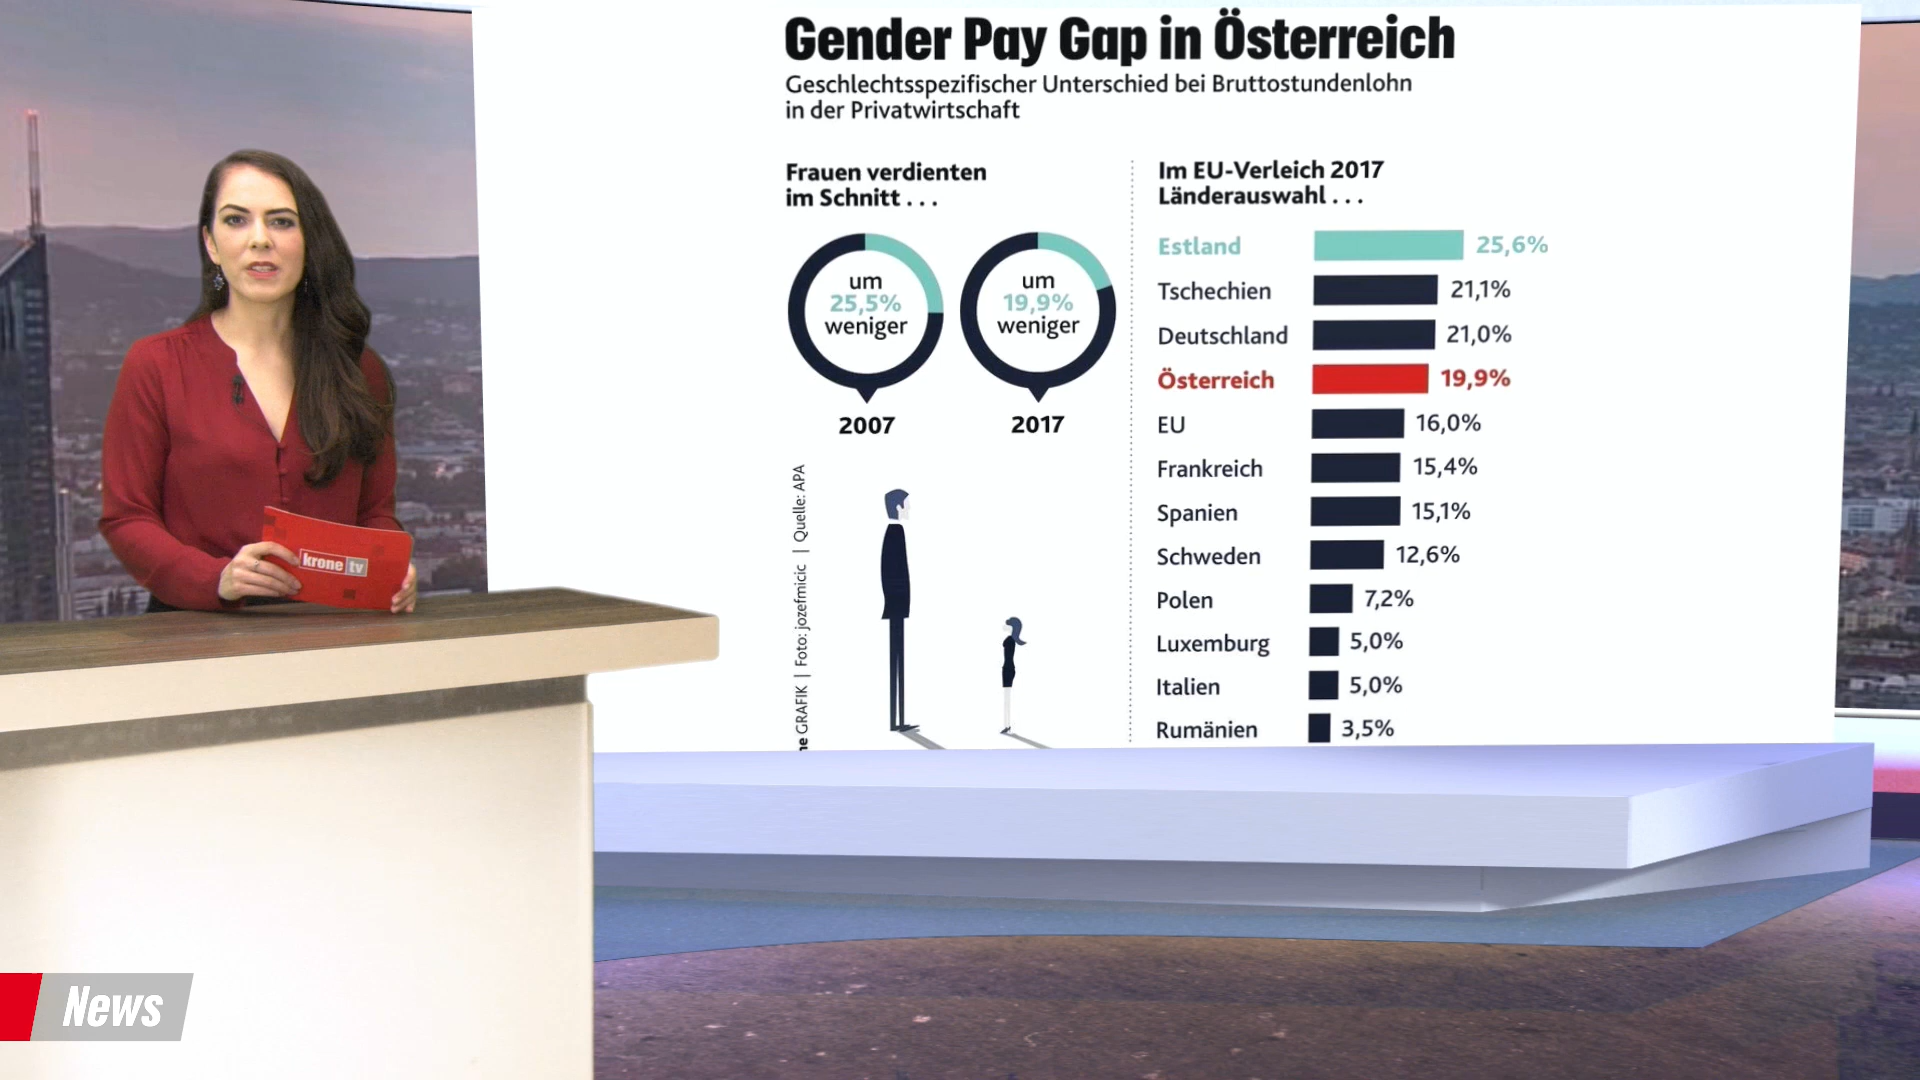 Gender Pay Gap in Österreich
Geschlechtsspezifischer Unterschied bei Bruttostundenlohn
in der Privatwirtschaft
Frauen verdienten
im Schnitt . . .
um
25,5%
weniger
2007
um
19,9%
weniger
2017
Im EU-Verleich 2017
Länderauswahl . . .
Estland 25,6%
Tschechien 21,1%
Deutschland 21,0%
Österreich 19,9%
EU 16,0%
Frankreich 15,4%
Spanien 15,1%
Schweden 12,6%
Polen 7,2%
Luxemburg 5,0%
Italien 5,0%
Rumänien 3,5%
GRAFIK | Foto: jozefmicic | Quelle: APA
krone tv
News